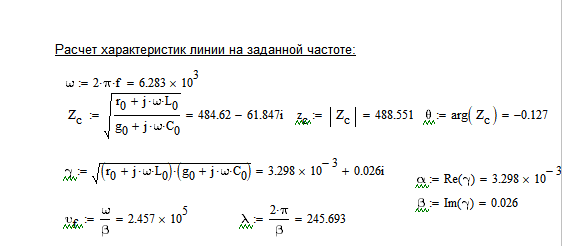 Расчет характеристик линии на заданной частоте:
ω := 2·π·f = 6.283 × 10³
Z_c := √((r₀ + j·ω·L₀)/(g₀ + j·ω·C₀)) = 484.62 − 61.847i   z_c := |Z_c| = 488.551   θ := arg(Z_c) = −0.127
γ := √((r₀ + j·ω·L₀)·(g₀ + j·ω·C₀)) = 3.298 × 10⁻³ + 0.026i   α := Re(γ) = 3.298 × 10⁻³
β := Im(γ) = 0.026
υ_f := ω/β = 2.457 × 10⁵   λ := 2·π/β = 245.693